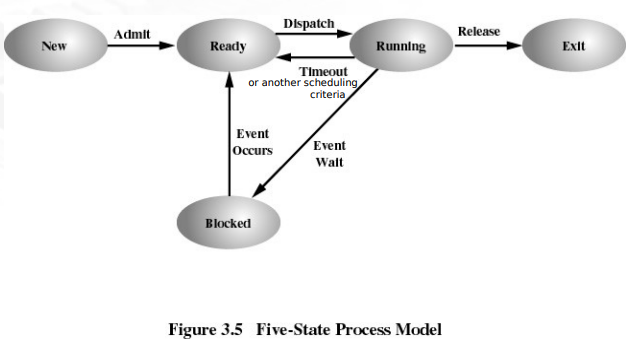 New
Admit
Ready
Dispatch
Running
Release
Exit
Timeout
or another scheduling
criteria
Event
Occurs
Event
Wait
Blocked
Figure 3.5 Five-State Process Model